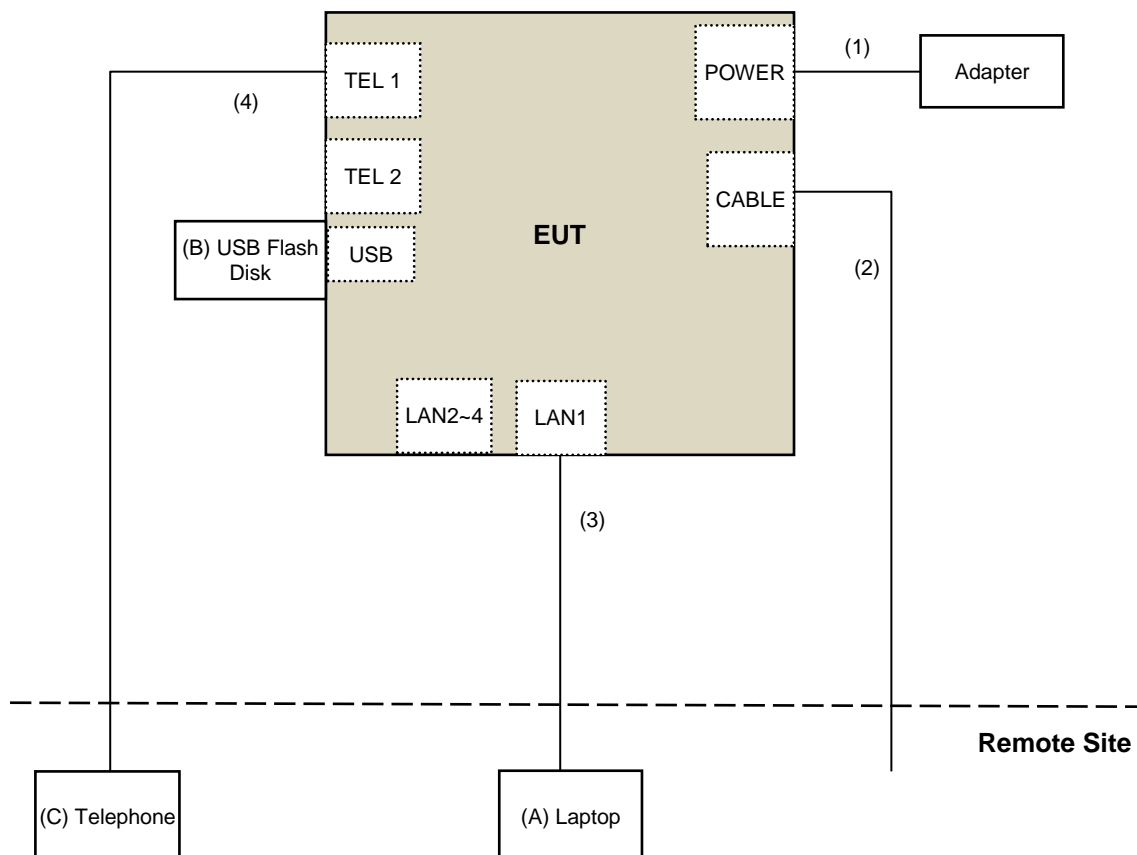 TEL 1
POWER
(1)
Adapter
(4)
TEL 2
CABLE
EUT
(B) USB Flash
Disk
USB
(2)
LAN2~4
LAN1
(3)
Remote Site
(C) Telephone
(A) Laptop